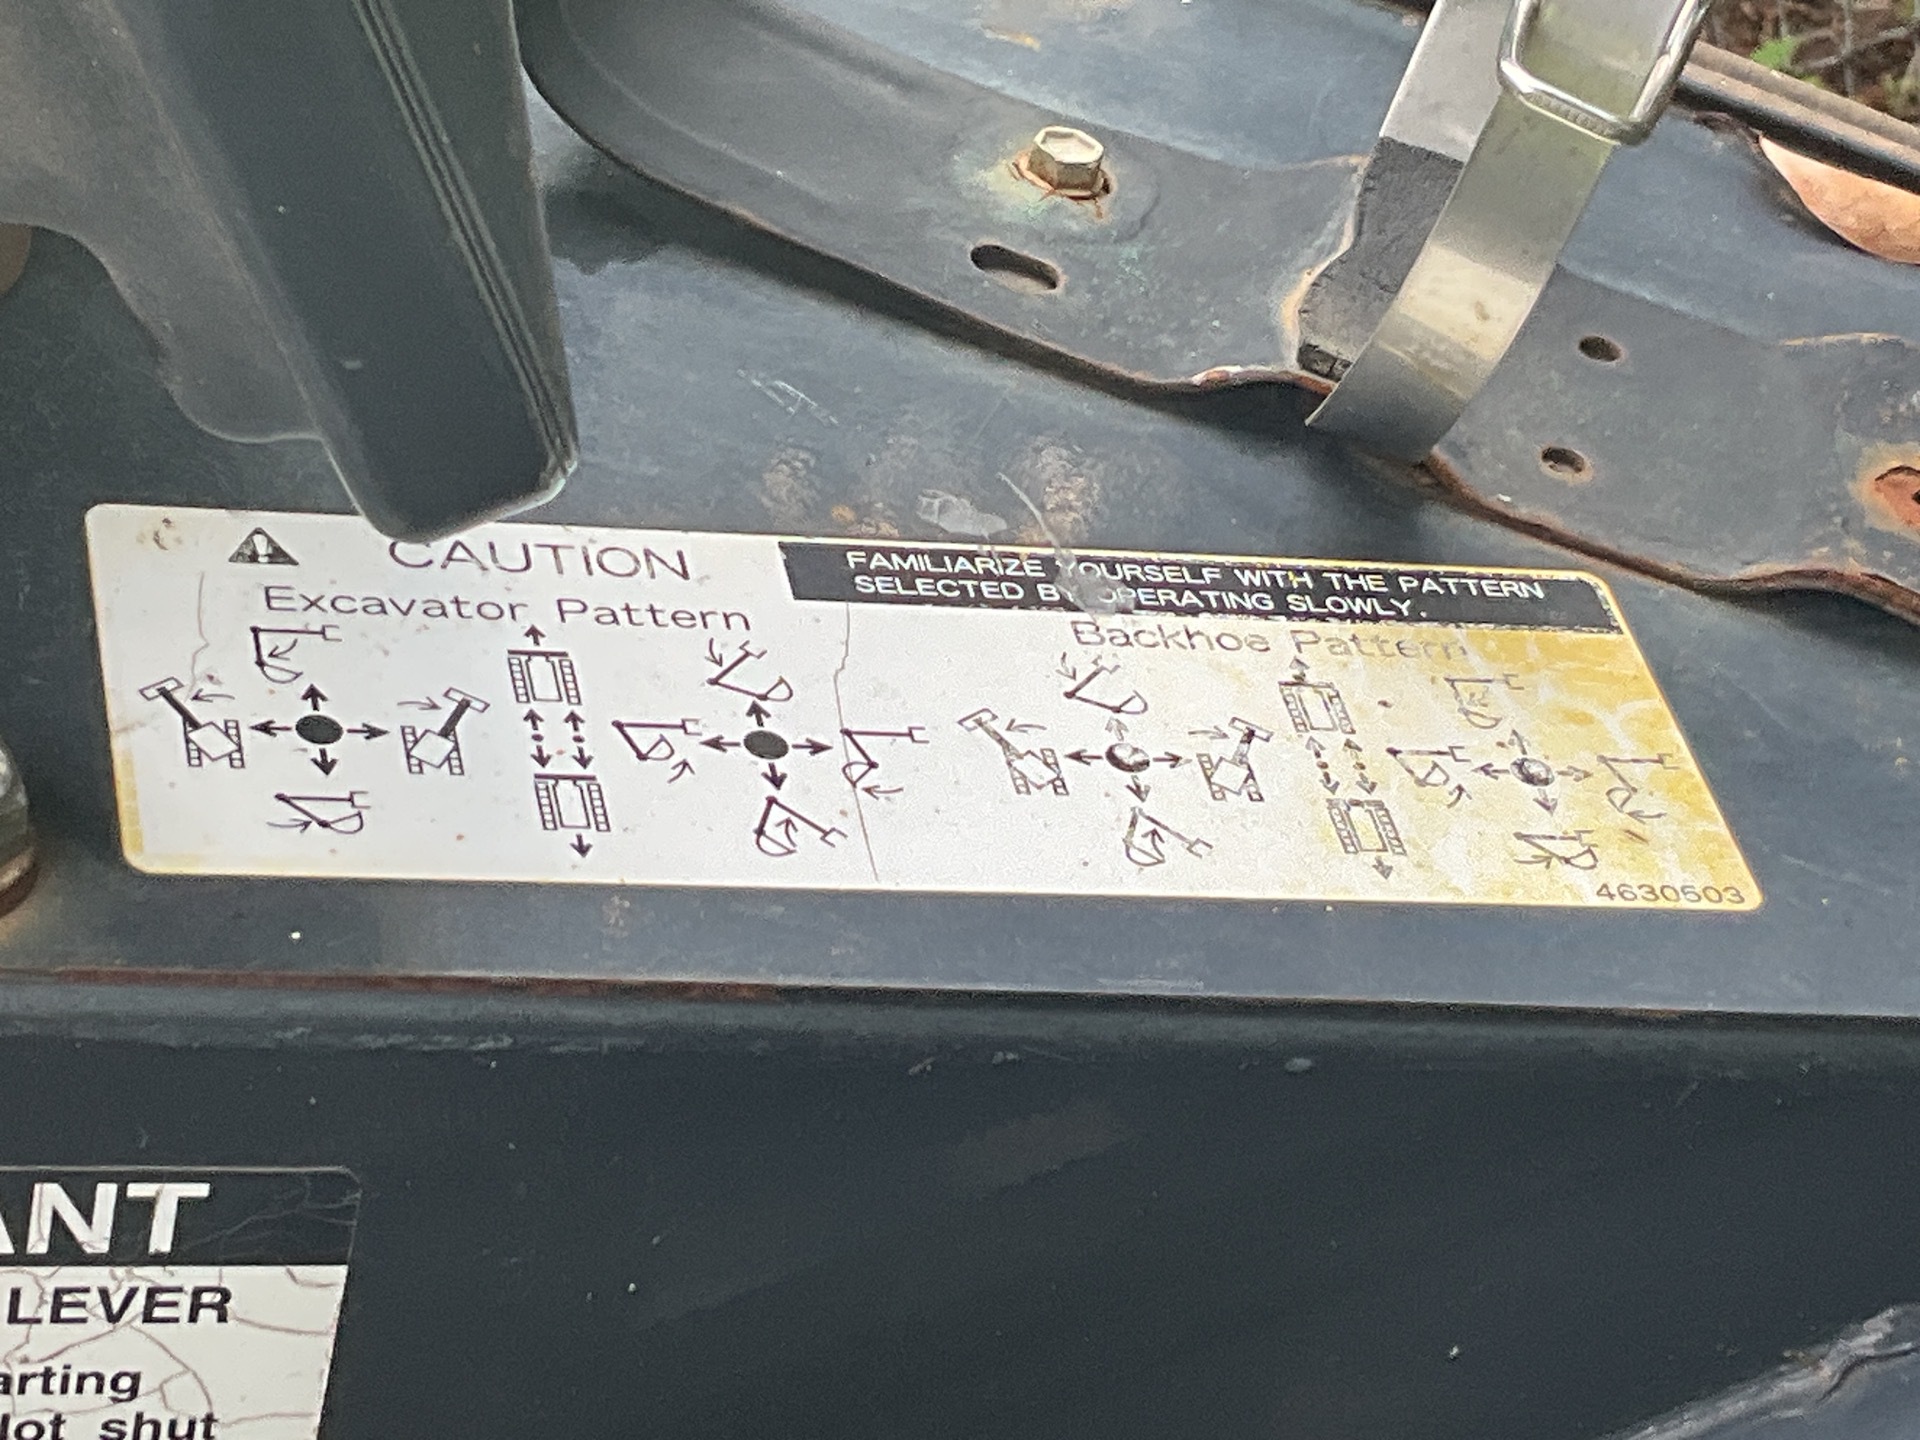 CAUTION
FAMILIARIZE YOURSELF WITH THE PATTERN
SELECTED BY OPERATING SLOWLY.
Excavator Pattern
Backhoe Pattern
4630503
ANT
LEVER
arting
Not shut